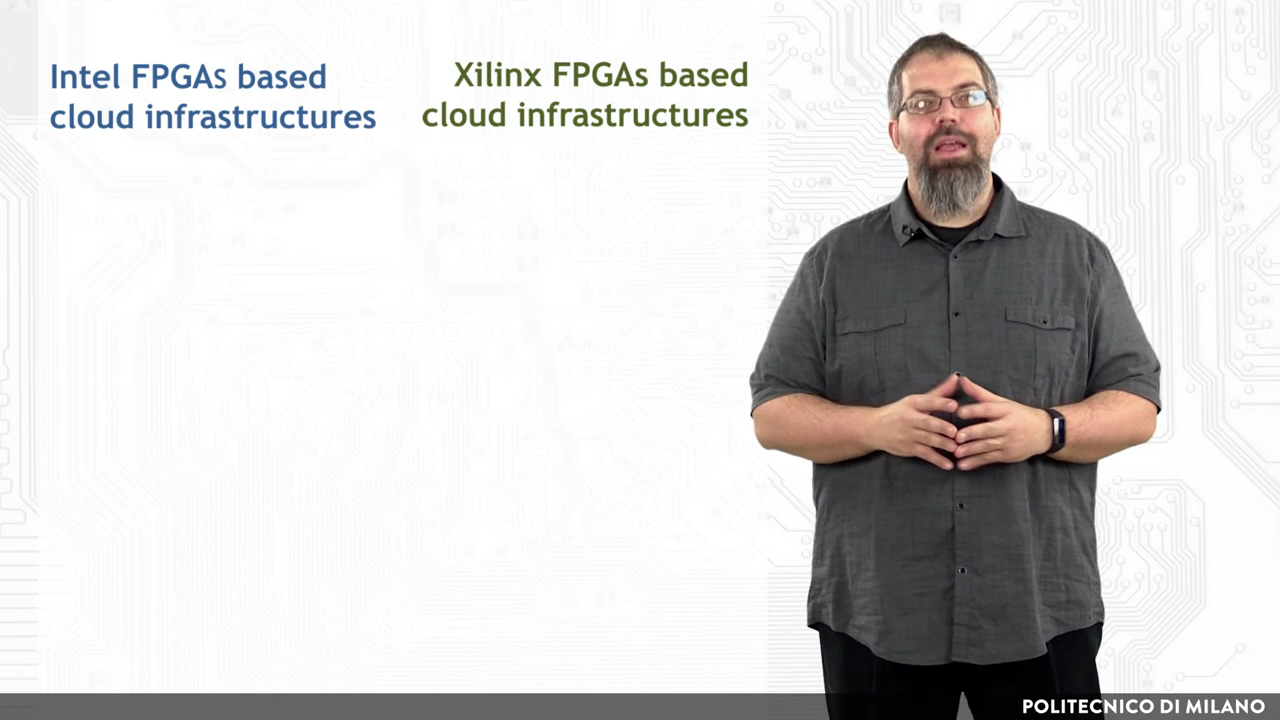 Intel FPGAs based
cloud infrastructures
Xilinx FPGAs based
cloud infrastructures
POLITECNICO DI MILANO